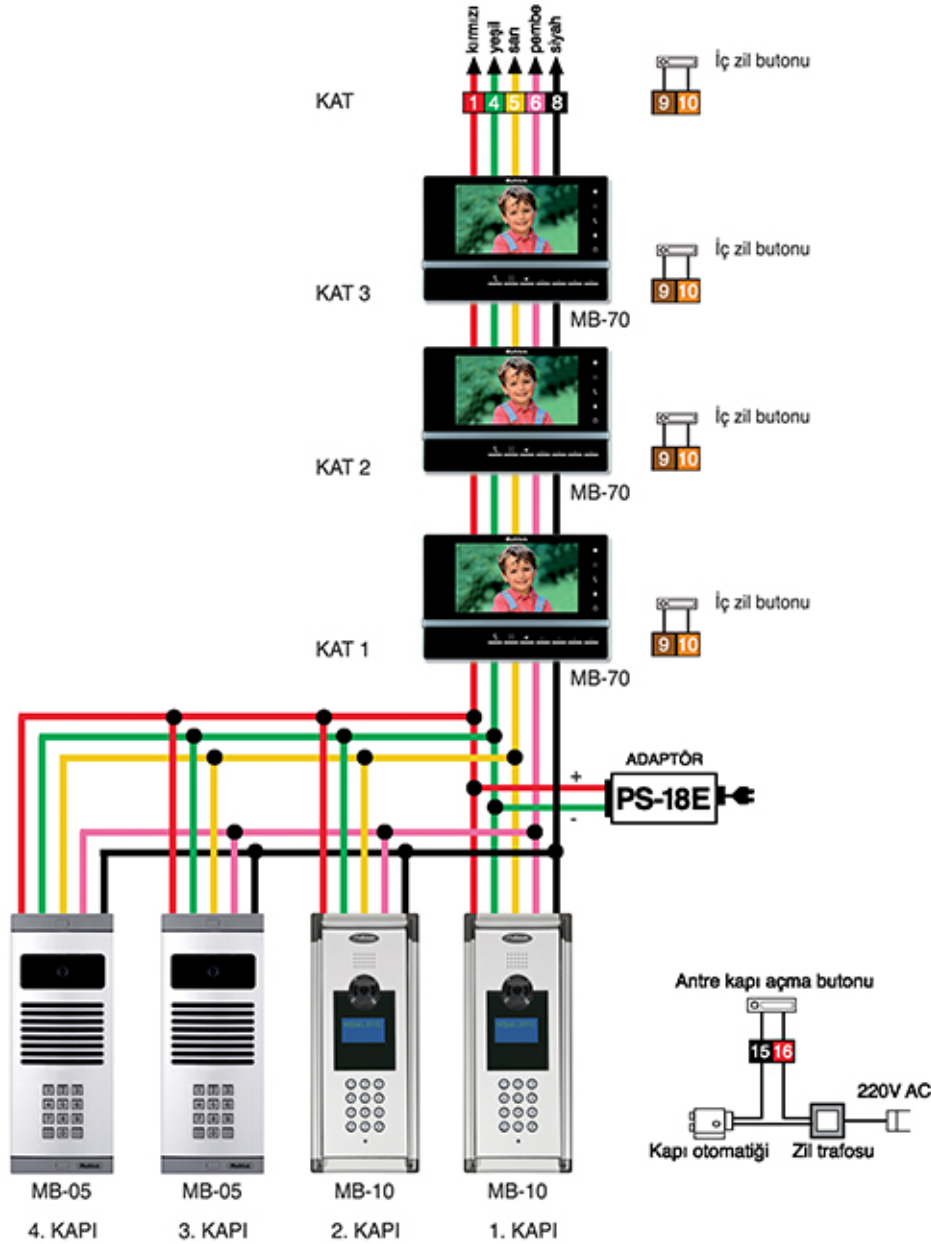 kırmızı
yeşil
sarı
pembe
siyah
KAT
1 4 5 6 8
İç zil butonu
9 10
KAT 3
MB-70
İç zil butonu
9 10
KAT 2
MB-70
İç zil butonu
9 10
KAT 1
MB-70
İç zil butonu
9 10
ADAPTÖR
+
PS-18E
-
Antre kapı açma butonu
15 16
220V AC
Kapı otomatiği
Zil trafosu
MB-05
MB-05
MB-10
MB-10
4. KAPI
3. KAPI
2. KAPI
1. KAPI